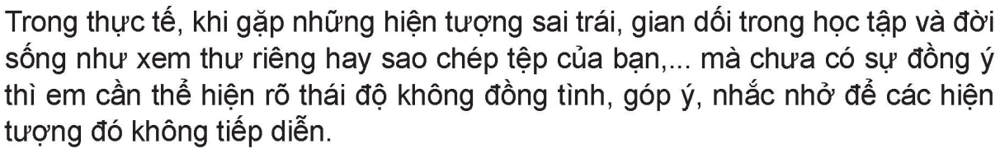 Trong thực tế, khi gặp những hiện tượng sai trái, gian dối trong học tập và đời
sống như xem thư riêng hay sao chép tệp của bạn,... mà chưa có sự đồng ý
thì em cần thể hiện rõ thái độ không đồng tình, góp ý, nhắc nhở để các hiện
tượng đó không tiếp diễn.